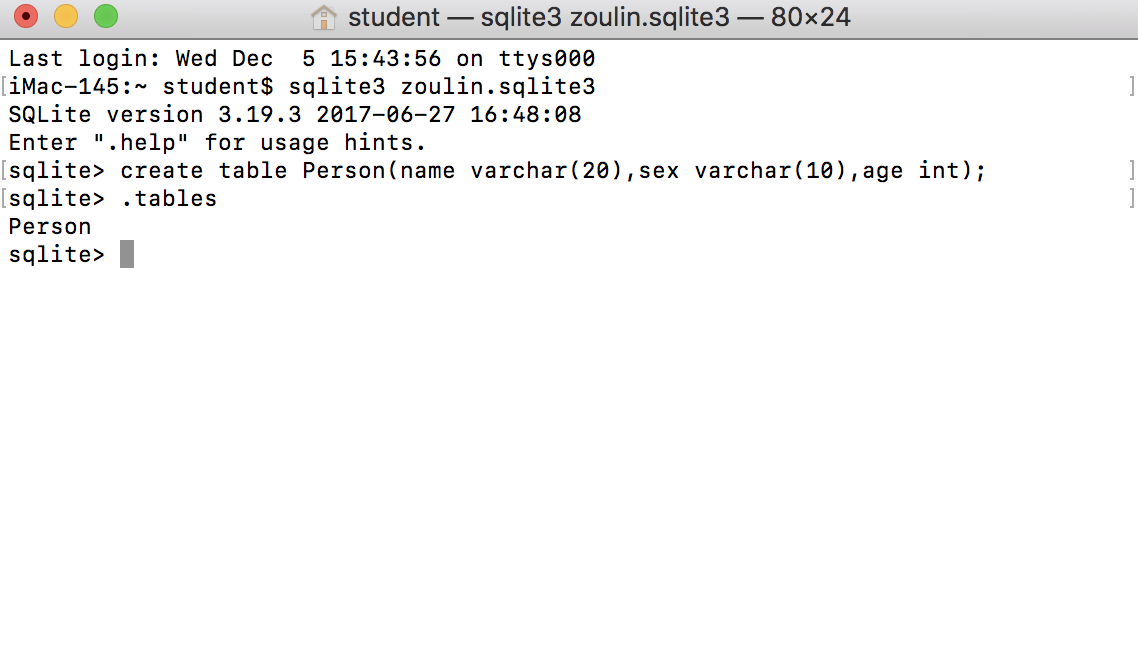 student — sqlite3 zoulin.sqlite3 — 80×24
Last login: Wed Dec  5 15:43:56 on ttys000
[iMac-145:~ student$ sqlite3 zoulin.sqlite3 ]
SQLite version 3.19.3 2017-06-27 16:48:08
Enter ".help" for usage hints.
[sqlite> create table Person(name varchar(20),sex varchar(10),age int); ]
[sqlite> .tables ]
Person
sqlite>